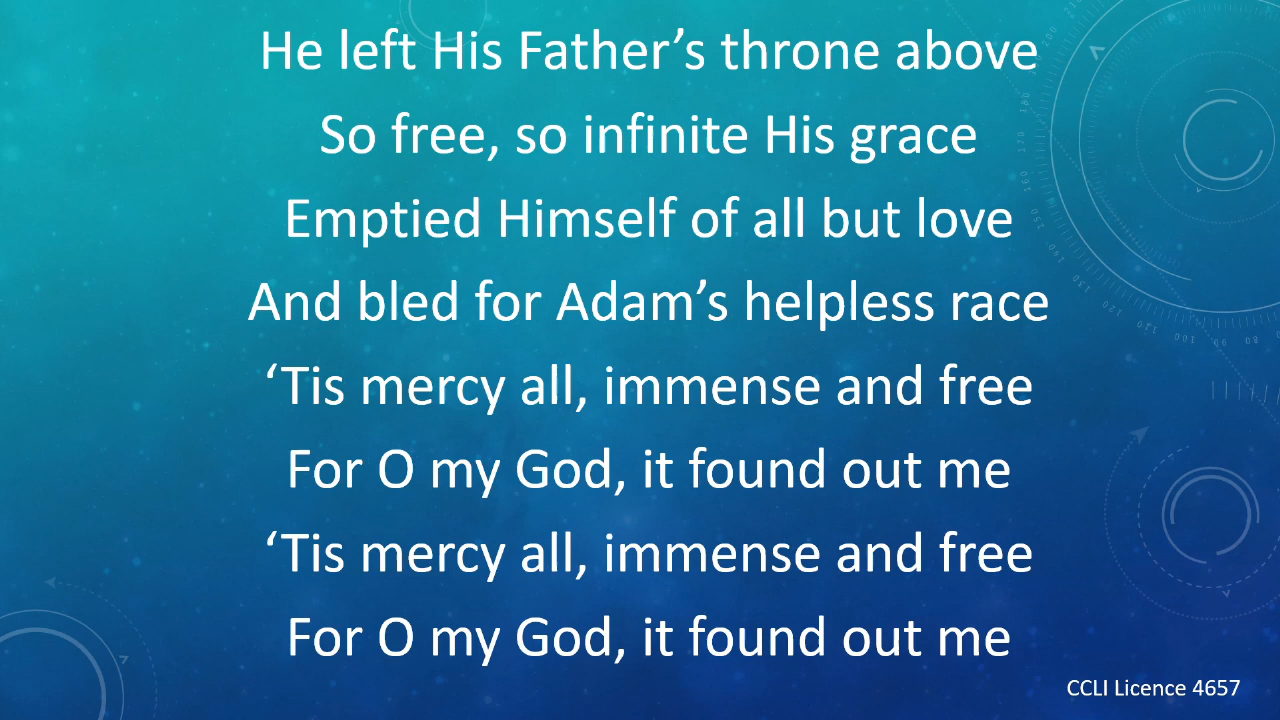 He left His Father’s throne above
So free, so infinite His grace
Emptied Himself of all but love
And bled for Adam’s helpless race
‘Tis mercy all, immense and free
For O my God, it found out me
‘Tis mercy all, immense and free
For O my God, it found out me
CCLI Licence 4657